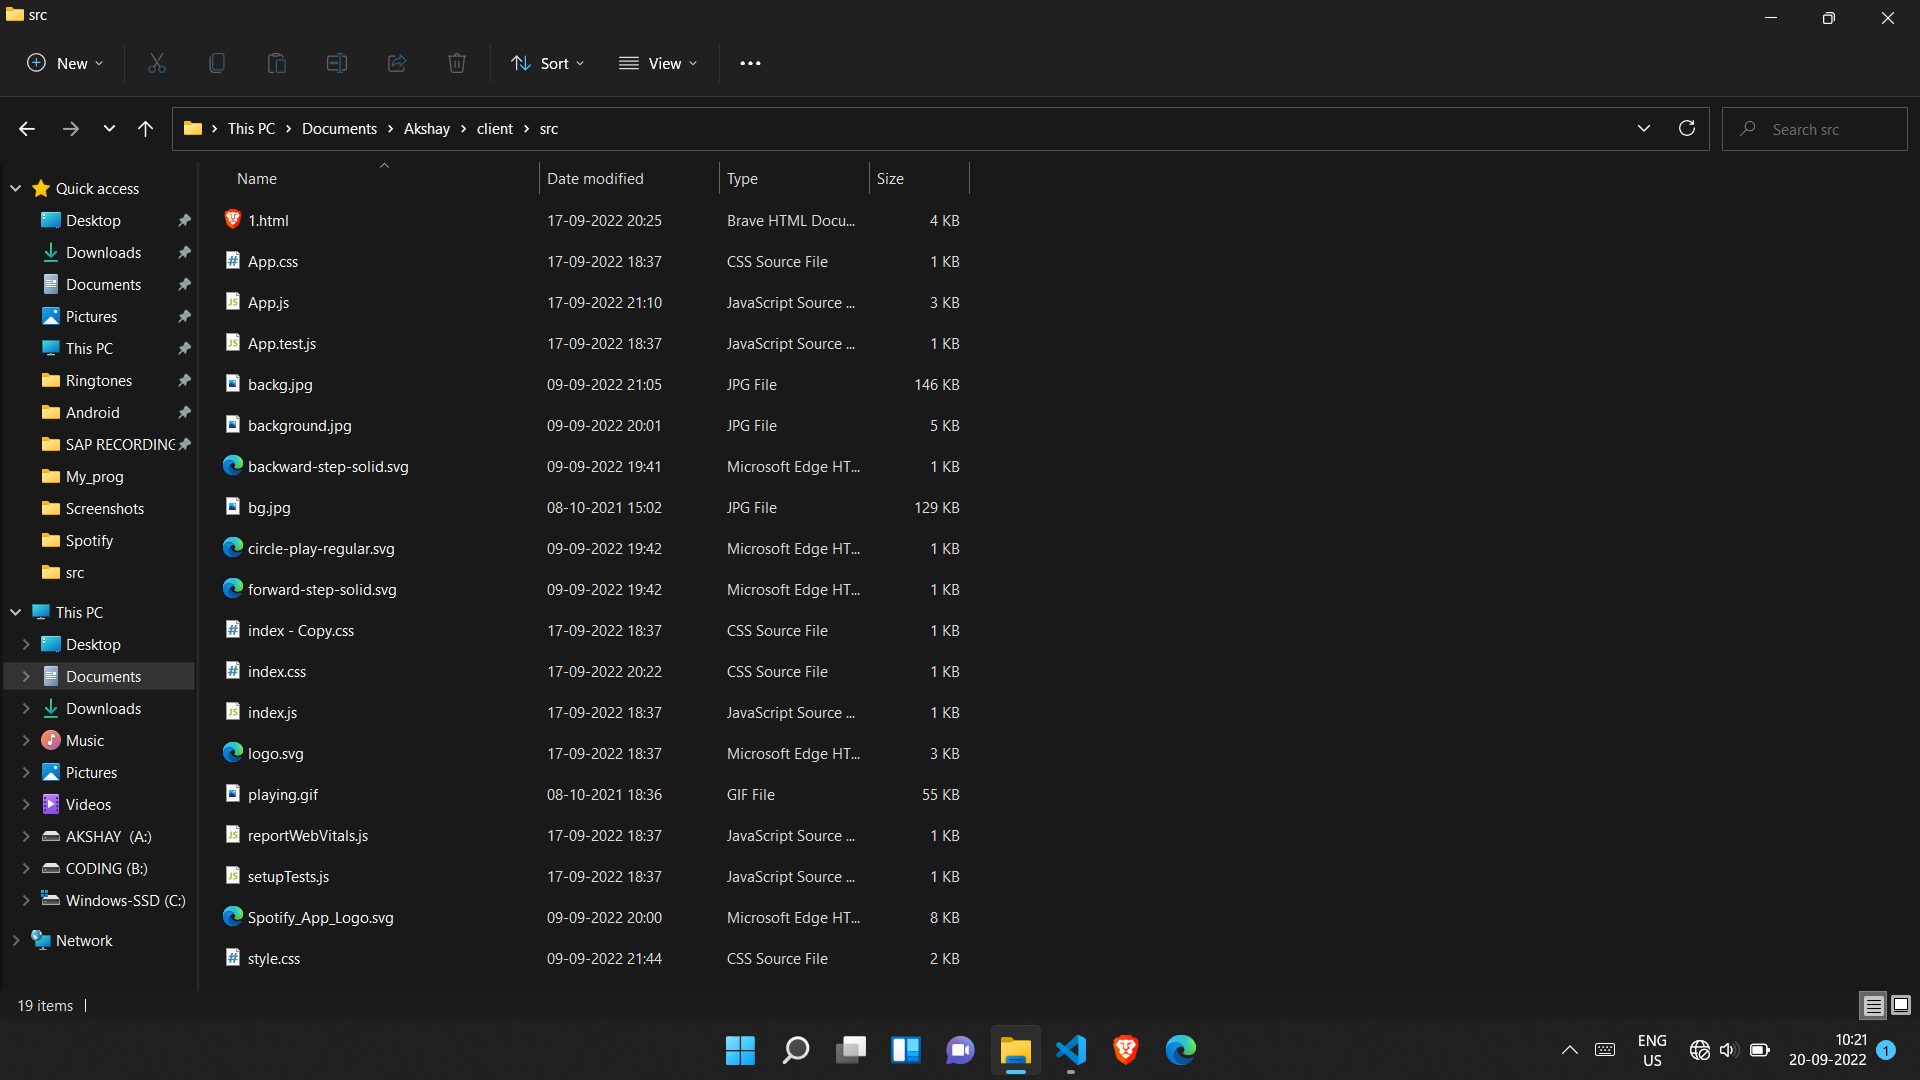 src
New
Sort
View
This PC > Documents > Akshay > client > src
Search src
Name Date modified Type Size
Quick access
Desktop
Downloads
Documents
Pictures
This PC
Ringtones
Android
SAP RECORDING
My_prog
Screenshots
Spotify
src
This PC
Desktop
Documents
Downloads
Music
Pictures
Videos
AKSHAY (A:)
CODING (B:)
Windows-SSD (C:)
Network
1.html 17-09-2022 20:25 Brave HTML Docu... 4 KB
App.css 17-09-2022 18:37 CSS Source File 1 KB
App.js 17-09-2022 21:10 JavaScript Source ... 3 KB
App.test.js 17-09-2022 18:37 JavaScript Source ... 1 KB
backg.jpg 09-09-2022 21:05 JPG File 146 KB
background.jpg 09-09-2022 20:01 JPG File 5 KB
backward-step-solid.svg 09-09-2022 19:41 Microsoft Edge HT... 1 KB
bg.jpg 08-10-2021 15:02 JPG File 129 KB
circle-play-regular.svg 09-09-2022 19:42 Microsoft Edge HT... 1 KB
forward-step-solid.svg 09-09-2022 19:42 Microsoft Edge HT... 1 KB
index - Copy.css 17-09-2022 18:37 CSS Source File 1 KB
index.css 17-09-2022 20:22 CSS Source File 1 KB
index.js 17-09-2022 18:37 JavaScript Source ... 1 KB
logo.svg 17-09-2022 18:37 Microsoft Edge HT... 3 KB
playing.gif 08-10-2021 18:36 GIF File 55 KB
reportWebVitals.js 17-09-2022 18:37 JavaScript Source ... 1 KB
setupTests.js 17-09-2022 18:37 JavaScript Source ... 1 KB
Spotify_App_Logo.svg 09-09-2022 20:00 Microsoft Edge HT... 8 KB
style.css 09-09-2022 21:44 CSS Source File 2 KB
19 items
ENG
US
10:21
20-09-2022
1